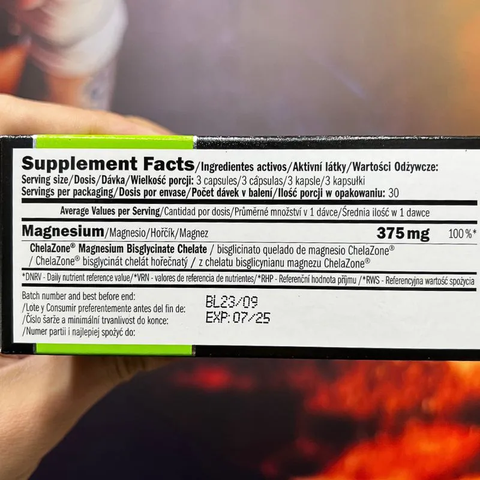 Supplement Facts/Ingredientes activos/Aktivní látky/Wartości Odżywcze:
Serving size/Dosis/Dávka/Wielkość porcji: 3 capsules/3 cápsulas/3 kapsle/3 kapsułki
Servings per packaging/Dosis por envase/Počet dávek v balení/Ilość porcji w opakowaniu: 30
Average Values per Serving/Cantidad por dosis/Průměrné množství v 1 dávce/Średnia ilość w 1 dawce
Magnesium/Magnesio/Hořčík/Magnez 375 mg 100%*
ChelaZone® Magnesium Bisglycinate Chelate / bisglicinato quelado de magnesio ChelaZone®
/ ChelaZone® bisglycinát chelát hořečnatý / z chelatu bisglicynianu magnezu ChelaZone®
*DNRV - Daily nutrient reference value/*VRN - valores de referencia de nutrientes/*RHP - Referenční hodnota příjmu /*RWS - Referencyjna wartość spożycia
Batch number and best before end:
/Lote y Consumir preferentemente antes del fin de:
/Číslo šarže a minimální trvanlivost do konce:
/Numer partii i najlepiej spożyć do:
BL23/09
EXP:07/25